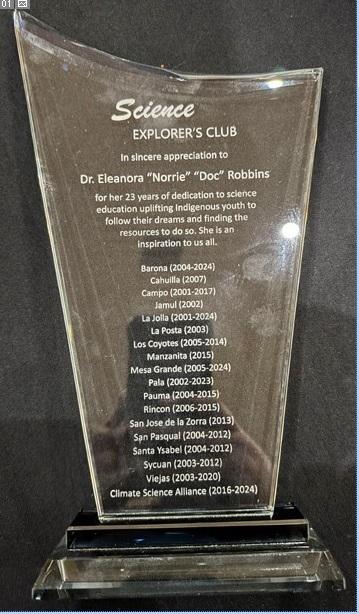 01
Science
EXPLORER'S CLUB
In sincere appreciation to
Dr. Eleanora "Norrie" "Doc" Robbins
for her 23 years of dedication to science
education uplifting Indigenous youth to
follow their dreams and finding the
resources to do so. She is an
inspiration to us all.
Barona (2004-2024)
Cahuilla (2007)
Campo (2001-2017)
Jamul (2002)
La Jolla (2001-2024)
La Posta (2003)
Los Coyotes (2005-2014)
Manzanita (2015)
Mesa Grande (2005-2024)
Pala (2002-2023)
Pauma (2004-2015)
Rincon (2006-2015)
San Jose de la Zorra (2013)
San Pasqual (2004-2012)
Santa Ysabel (2004-2012)
Sycuan (2003-2012)
Viejas (2003-2020)
Climate Science Alliance (2016-2024)